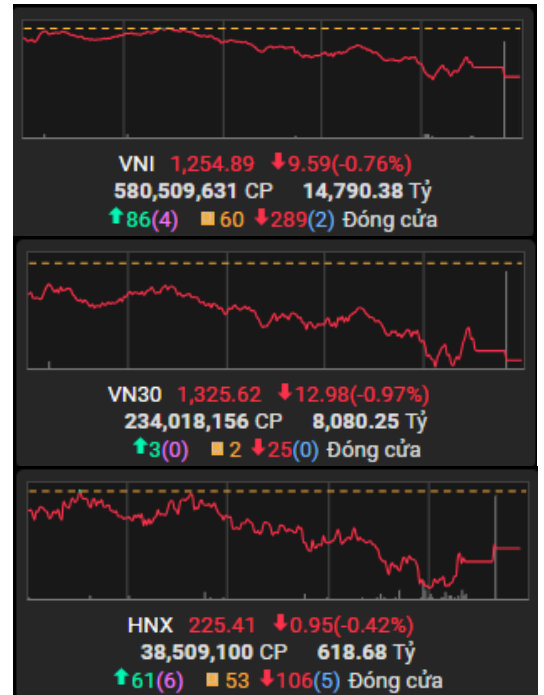 VNI 1,254.89 9.59(-0.76%)
580,509,631 CP 14,790.38 Tỷ
86(4) 60 289(2) Đóng cửa
VN30 1,325.62 12.98(-0.97%)
234,018,156 CP 8,080.25 Tỷ
3(0) 2 25(0) Đóng cửa
HNX 225.41 0.95(-0.42%)
38,509,100 CP 618.68 Tỷ
61(6) 53 106(5) Đóng cửa